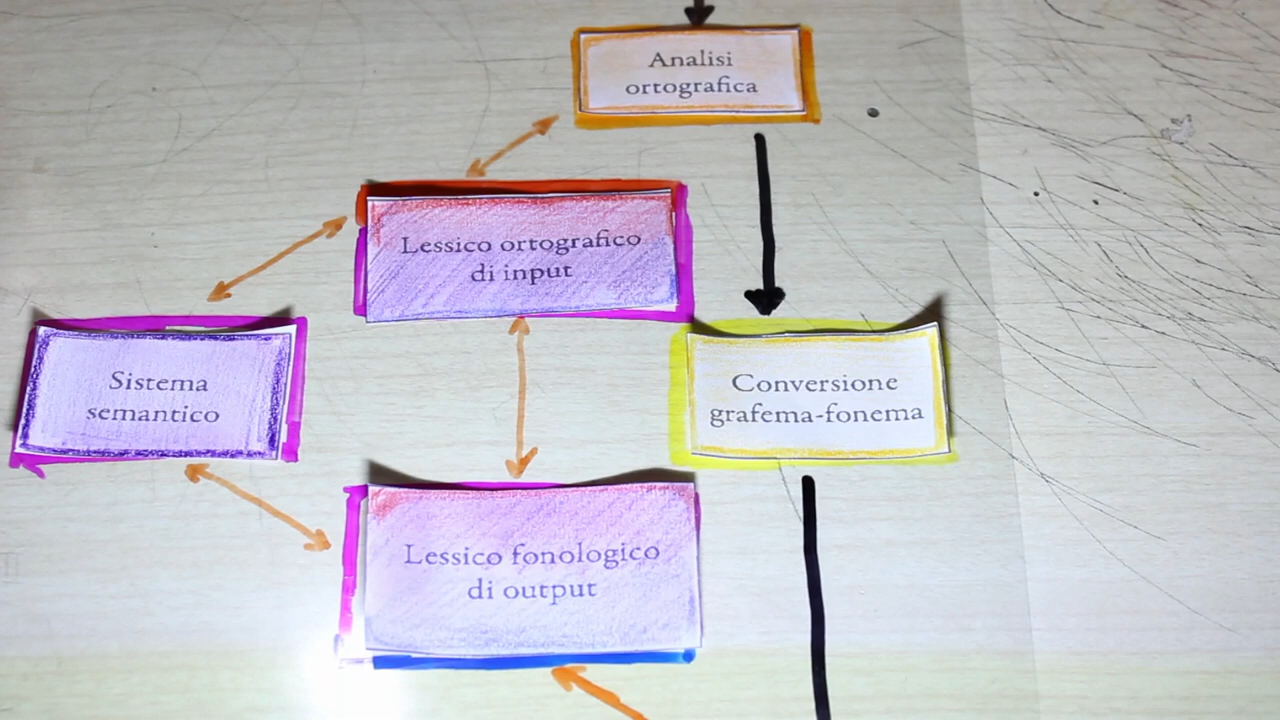 Analisi
ortografica
Lessico ortografico
di input
Sistema
semantico
Conversione
grafema-fonema
Lessico fonologico
di output